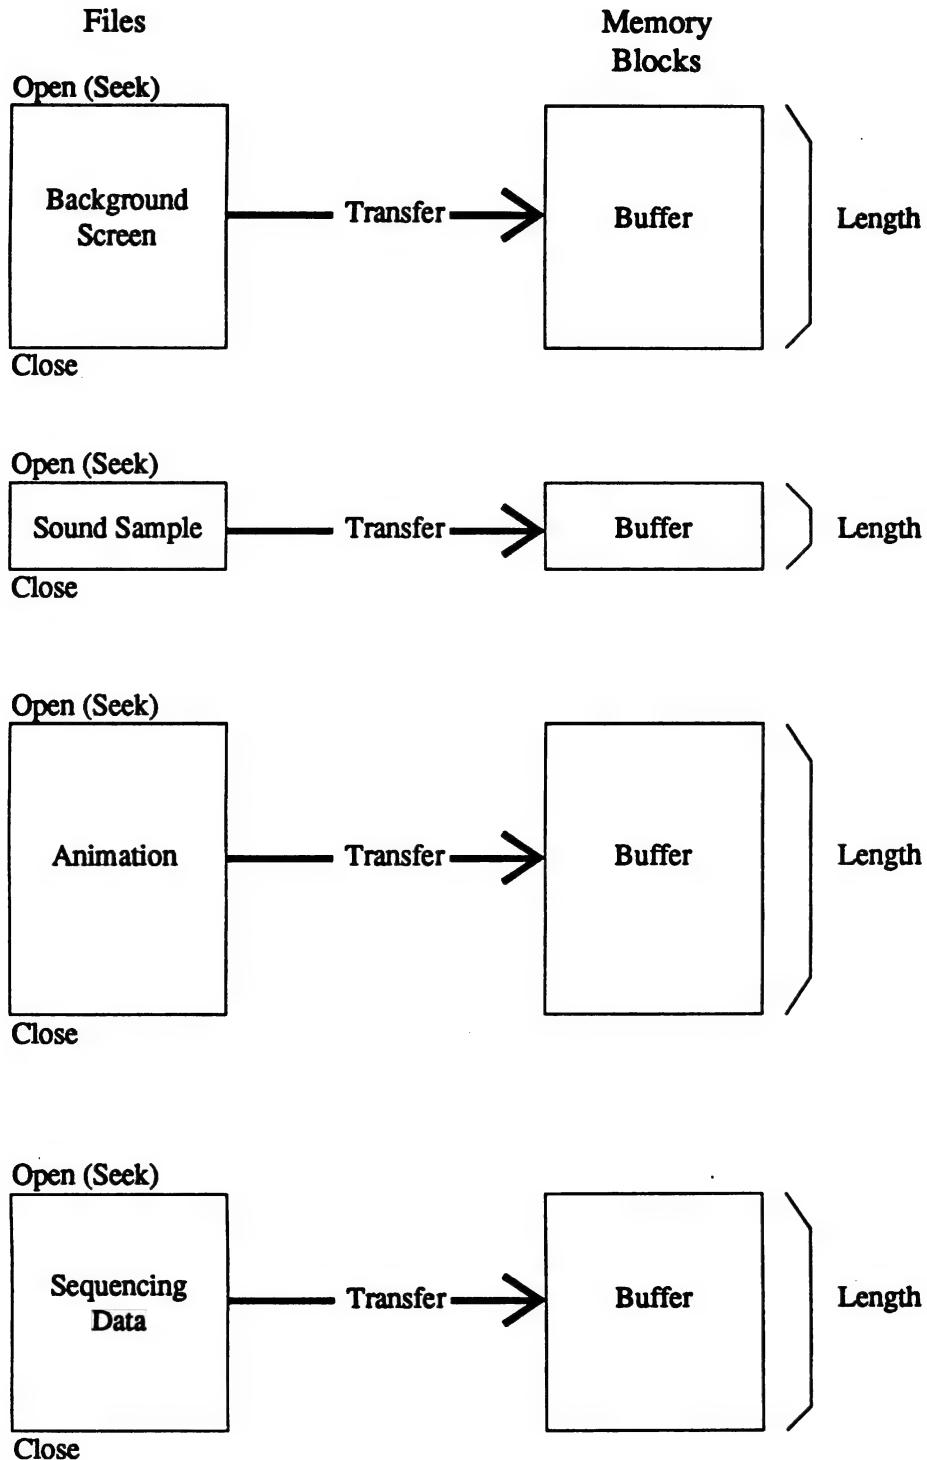 Files
Memory
Blocks
Open (Seek)
Background
Screen
Transfer
Buffer
Length
Close
Open (Seek)
Sound Sample
Transfer
Buffer
Length
Close
Open (Seek)
Animation
Transfer
Buffer
Length
Close
Open (Seek)
Sequencing
Data
Transfer
Buffer
Length
Close